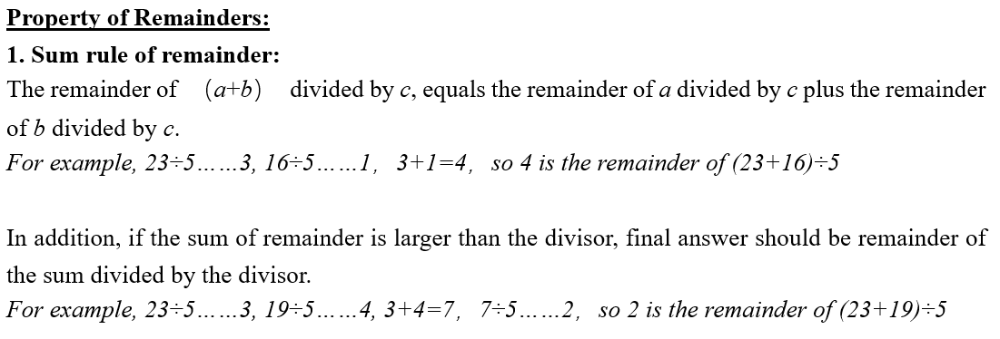 Property of Remainders:
1. Sum rule of remainder:
The remainder of （a+b） divided by c, equals the remainder of a divided by c plus the remainder
of b divided by c.
For example, 23÷5……3, 16÷5……1,  3+1=4,  so 4 is the remainder of (23+16)÷5
In addition, if the sum of remainder is larger than the divisor, final answer should be remainder of
the sum divided by the divisor.
For example, 23÷5……3, 19÷5……4, 3+4=7,  7÷5……2,  so 2 is the remainder of (23+19)÷5